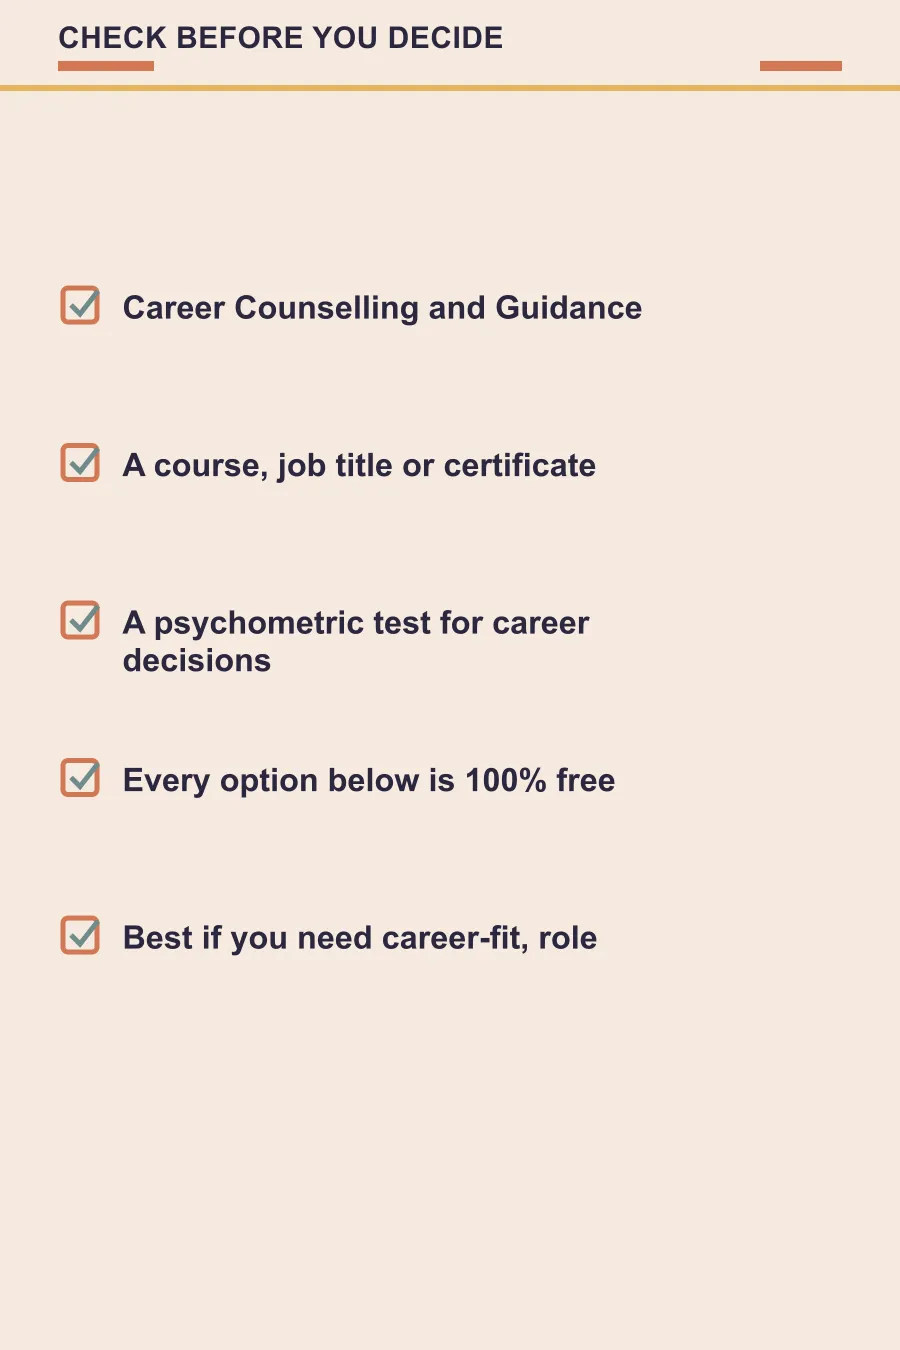 CHECK BEFORE YOU DECIDE
Career Counselling and Guidance
A course, job title or certificate
A psychometric test for career
decisions
Every option below is 100% free
Best if you need career-fit, role